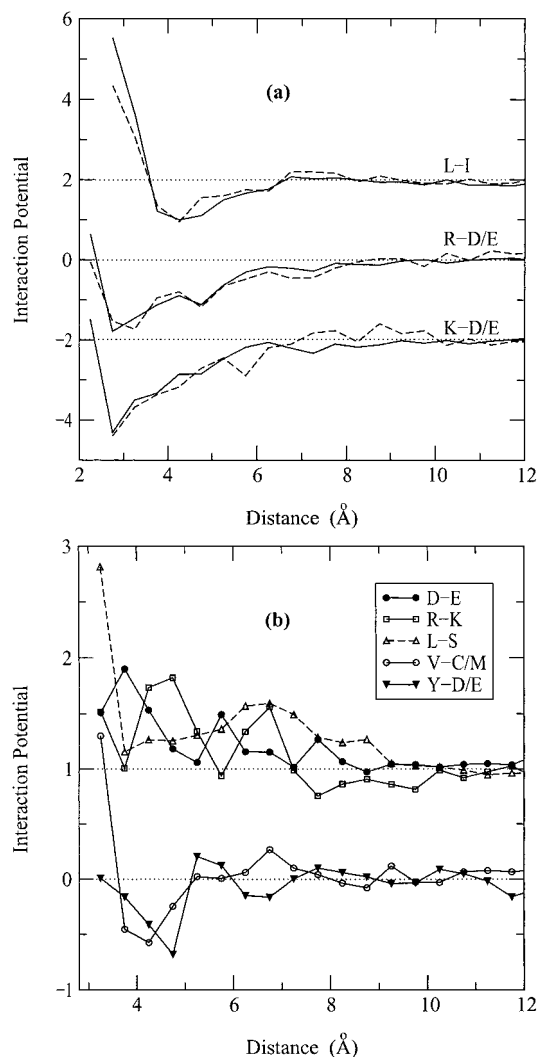 6
4
2
0
−2
−4
Interaction Potential
(a)
L−I
R−D/E
K−D/E
2
4
6
8
10
12
Distance (Å)
3
2
1
0
−1
Interaction Potential
(b)
D−E
R−K
L−S
V−C/M
Y−D/E
4
6
8
10
12
Distance (Å)